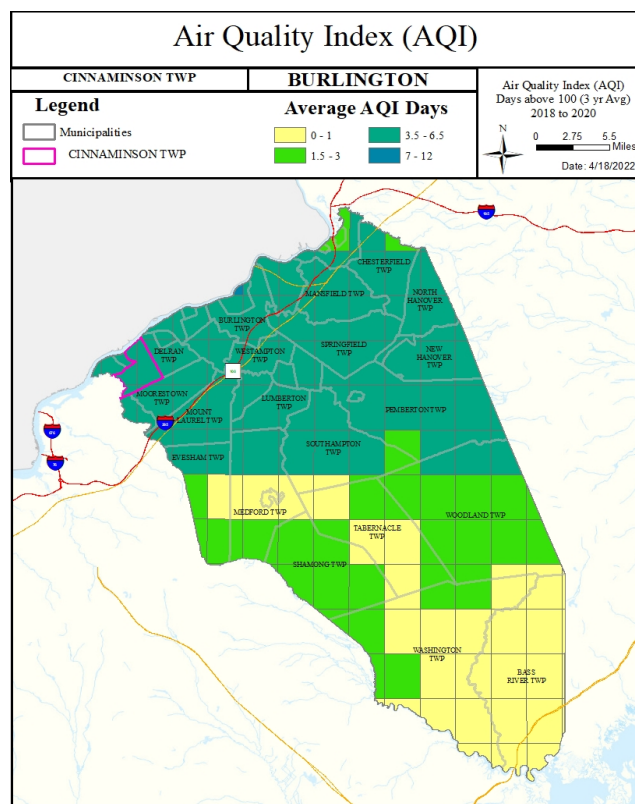 Air Quality Index (AQI)
CINNAMINSON TWP
BURLINGTON
Air Quality Index (AQI)
Days above 100 (3 yr Avg)
2018 to 2020
Legend
Municipalities
CINNAMINSON TWP
Average AQI Days
0 - 1
3.5 - 6.5
1.5 - 3
7 - 12
N
0 2.75 5.5
Miles
Date: 4/18/2022
CHESTERFIELD
TWP
MANSFIELD TWP
NORTH
HANOVER
TWP
BURLINGTON
TWP
DELRAN
TWP
WESTAMPTON
TWP
SPRINGFIELD
TWP
NEW
HANOVER
TWP
MOORESTOWN
TWP
LUMBERTON
TWP
MOUNT
LAUREL TWP
PEMBERTON TWP
EVESHAM TWP
SOUTHAMPTON
TWP
MEDFORD TWP
TABERNACLE
TWP
WOODLAND TWP
SHAMONG TWP
WASHINGTON
TWP
BASS
RIVER TWP